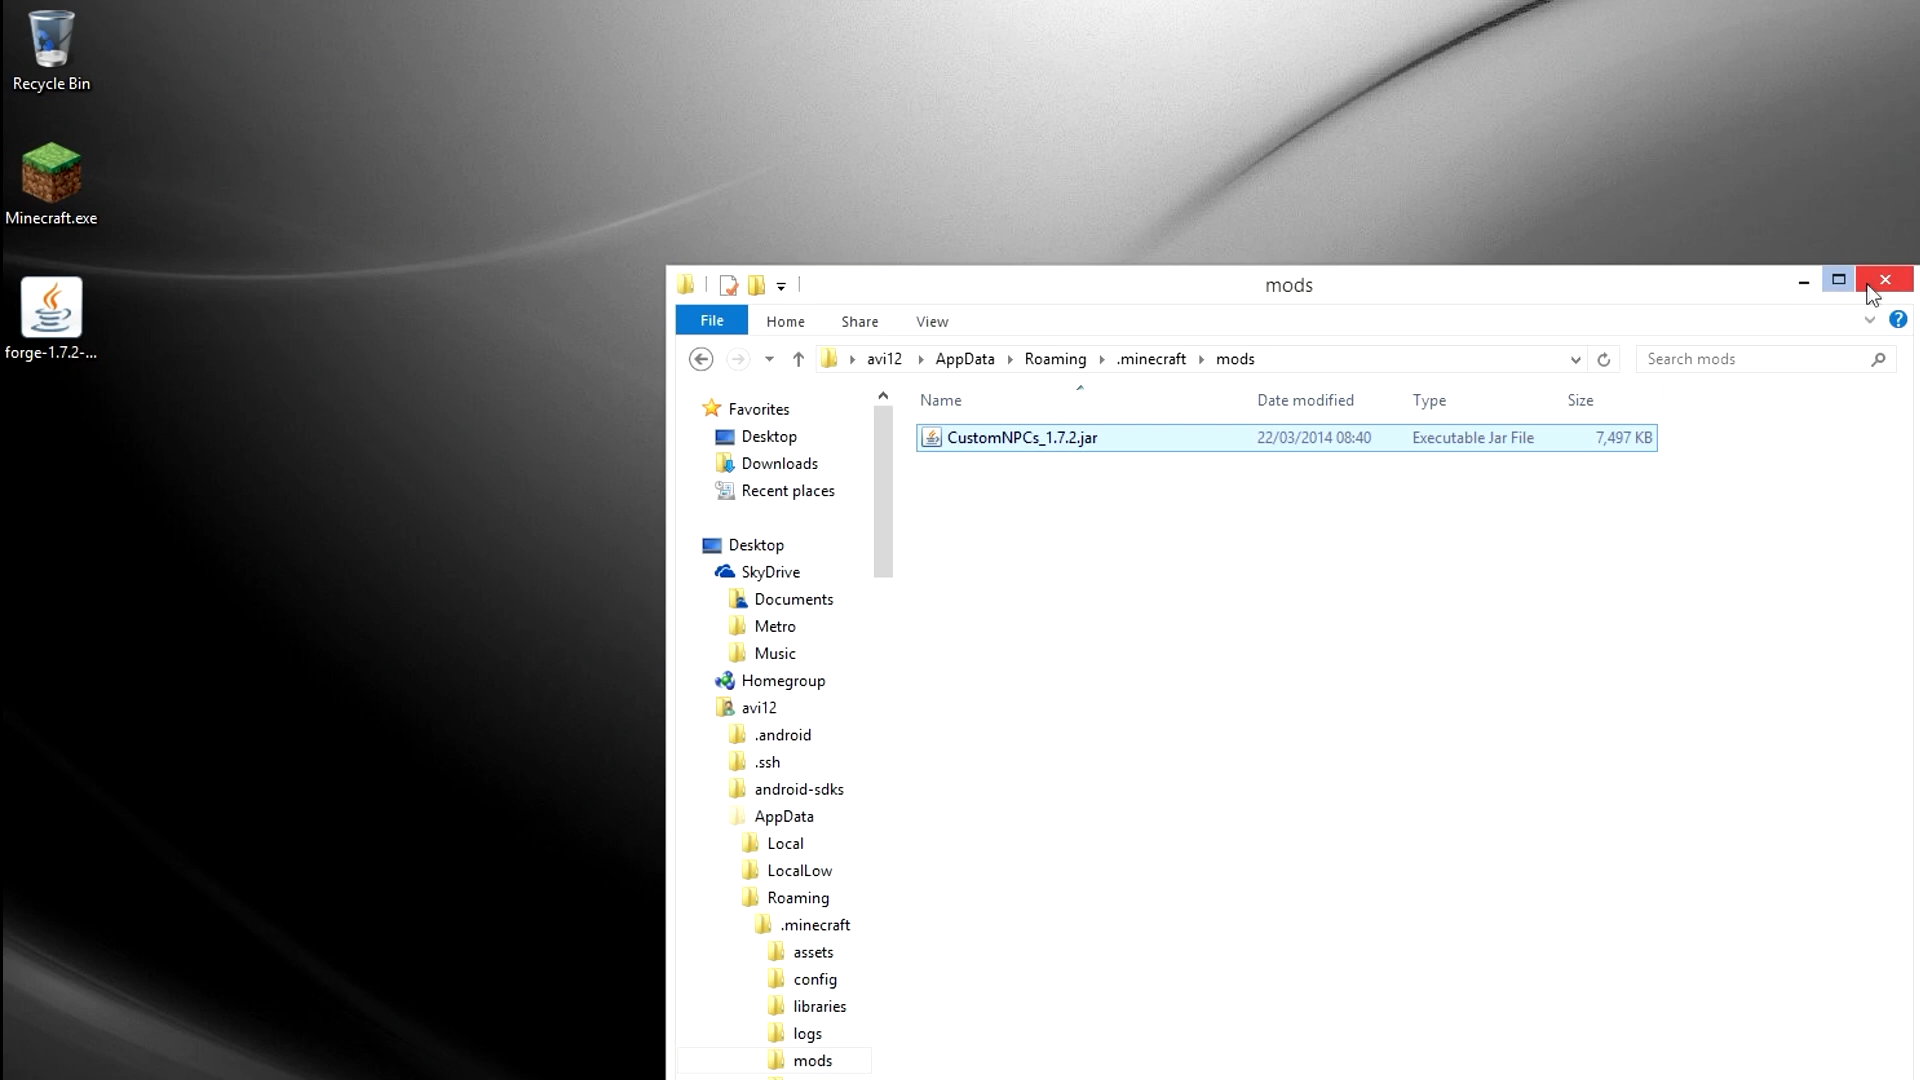 Recycle Bin
Minecraft.exe
forge-1.7.2-...
mods
File Home Share View
avi12 AppData Roaming .minecraft mods
Search mods
Name Date modified Type Size
CustomNPCs_1.7.2.jar 22/03/2014 08:40 Executable Jar File 7,497 KB
Favorites
Desktop
Downloads
Recent places
Desktop
SkyDrive
Documents
Metro
Music
Homegroup
avi12
.android
.ssh
android-sdks
AppData
Local
LocalLow
Roaming
.minecraft
assets
config
libraries
logs
mods